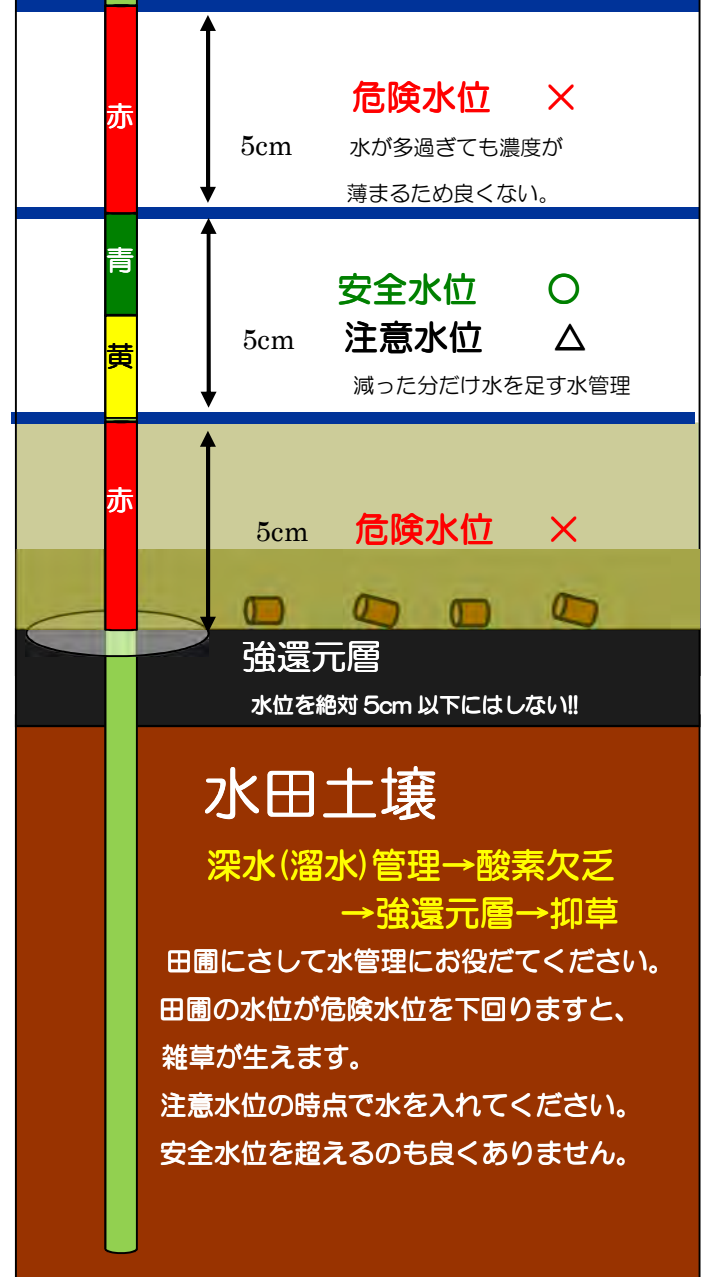 赤
危険水位 ×
5cm
水が多過ぎても濃度が
薄まるため良くない。
青
安全水位 ○
黄
5cm
注意水位 △
減った分だけ水を足す水管理
赤
5cm
危険水位 ×
強還元層
水位を絶対5cm以下にはしない!!
水田土壌
深水(溜水)管理→酸素欠乏
→強還元層→抑草
田圃にさして水管理にお役だてください。
田圃の水位が危険水位を下回りますと、
雑草が生えます。
注意水位の時点で水を入れてください。
安全水位を超えるのも良くありません。